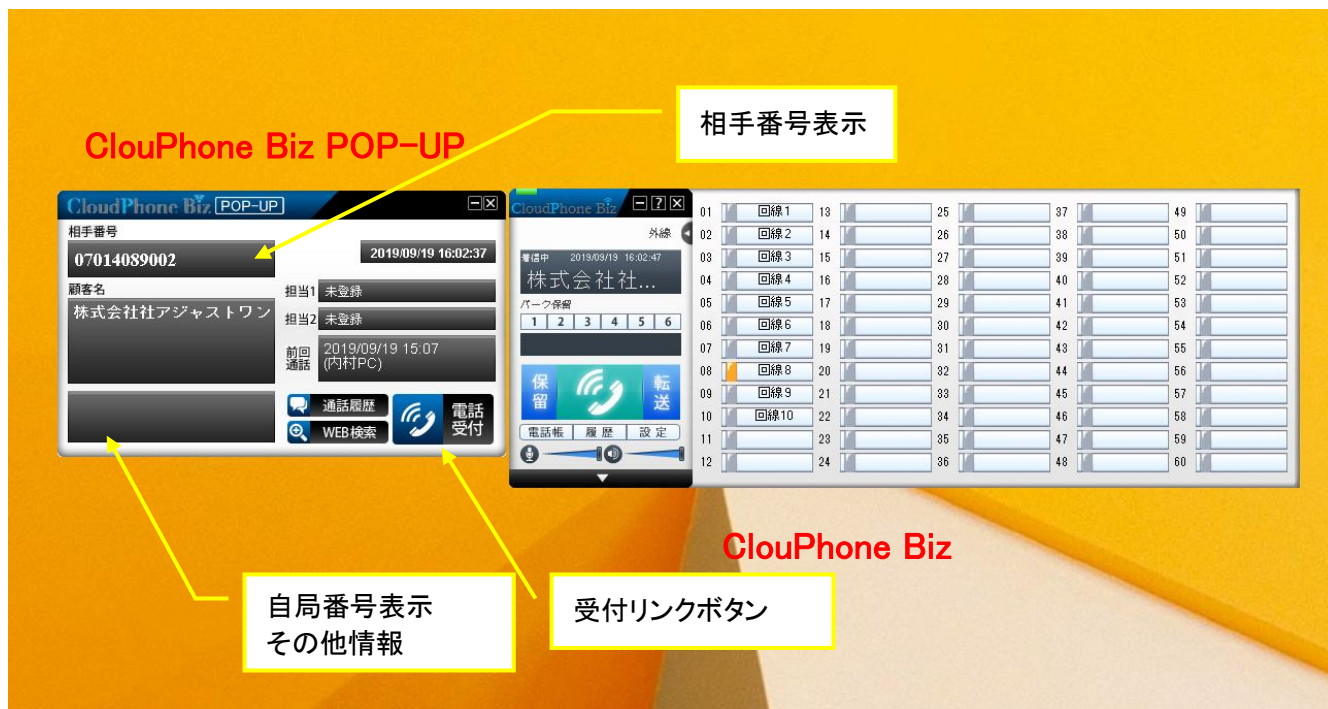 相手番号表示
ClouPhone Biz POP-UP
CloudPhone Biz POP-UP
相手番号
07014089002
2019/09/19 16:02:37
顧客名
株式会社社アジャストワン
担当1 未登録
担当2 未登録
前回通話
2019/09/19 15:07
(内村PC)
通話履歴
WEB検索
電話受付
CloudPhone Biz
外線
着信中 2019/09/19 16:02:47
株式会社社...
パーク保留
1 2 3 4 5 6
保留
転送
電話帳 履歴 設定
01 回線1 13 25 37 49
02 回線2 14 26 38 50
03 回線3 15 27 39 51
04 回線4 16 28 40 52
05 回線5 17 29 41 53
06 回線6 18 30 42 54
07 回線7 19 31 43 55
08 回線8 20 32 44 56
09 回線9 21 33 45 57
10 回線10 22 34 46 58
11 23 35 47 59
12 24 36 48 60
ClouPhone Biz
自局番号表示
その他情報
受付リンクボタン